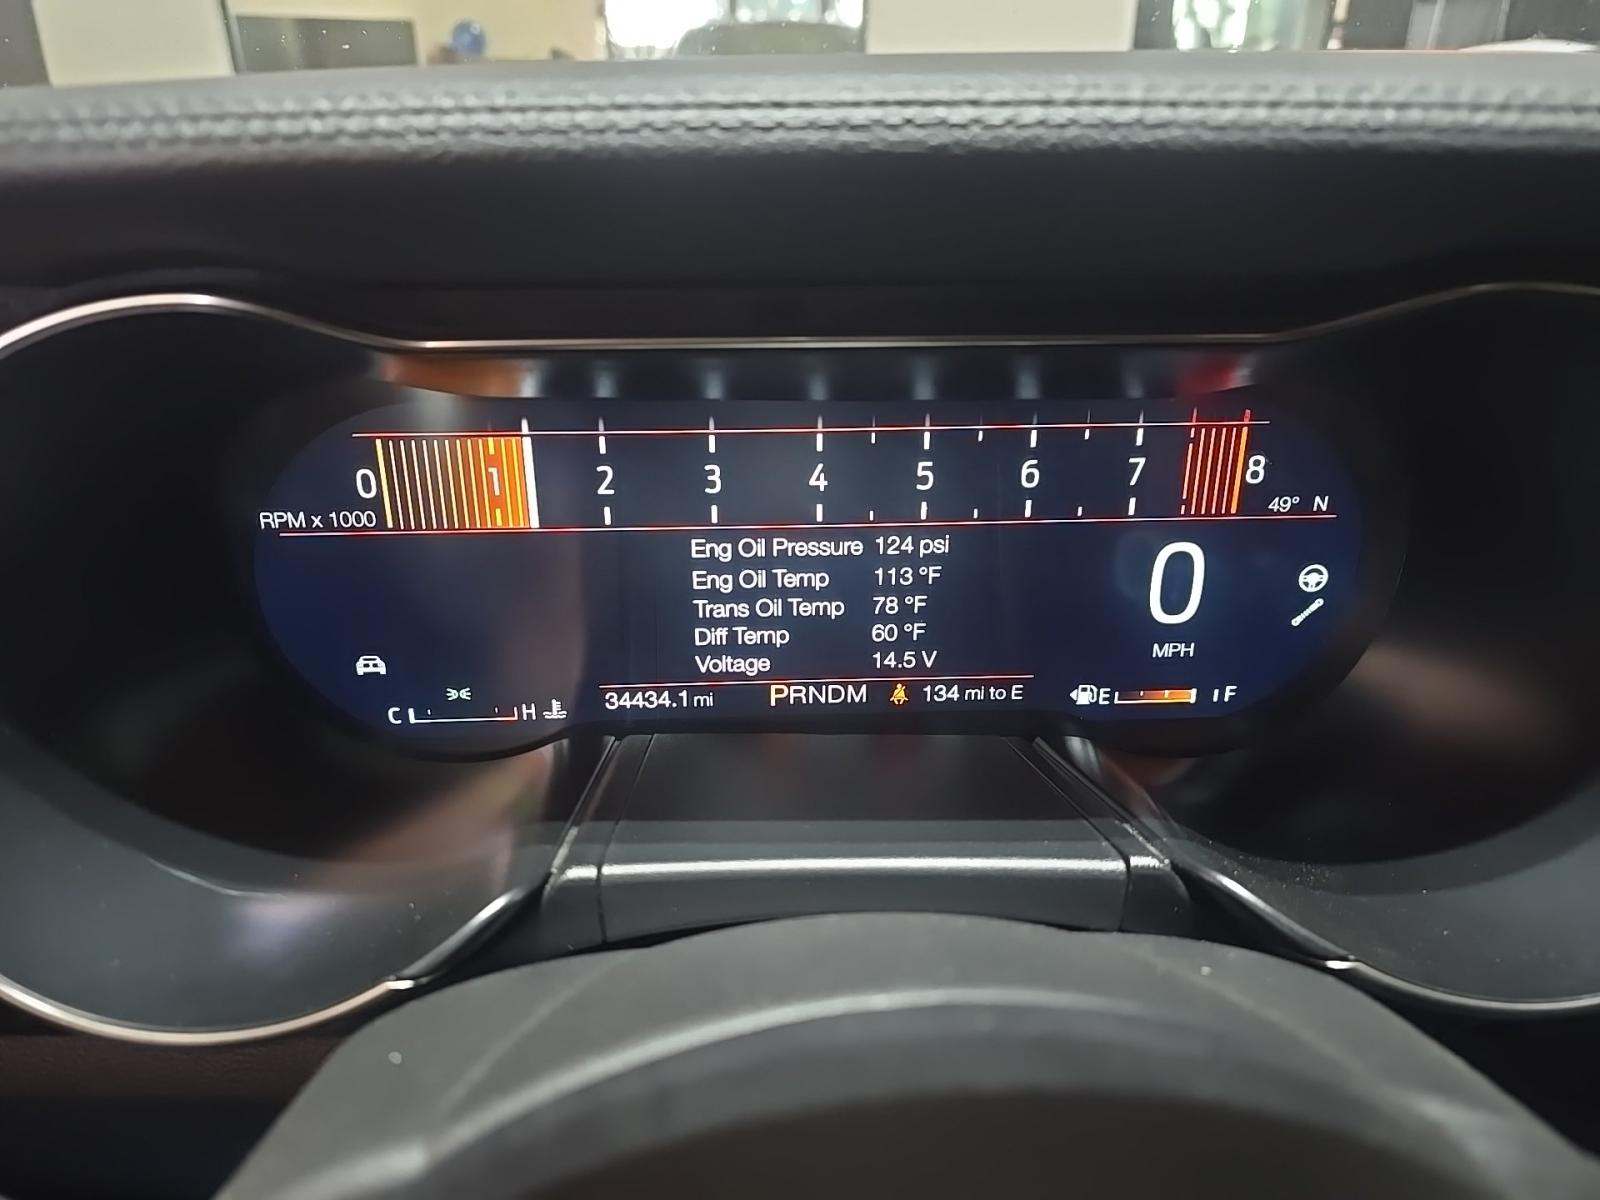 0 1 2 3 4 5 6 7 8
RPM x 1000
49° N
Eng Oil Pressure 124 psi
Eng Oil Temp 113 °F
Trans Oil Temp 78 °F
Diff Temp 60 °F
Voltage 14.5 V
0
MPH
C H
34434.1 mi PRNDM 134 mi to E
E F